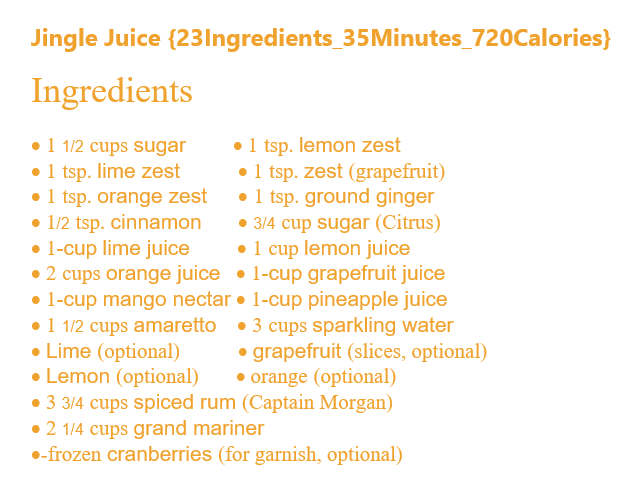 Jingle Juice {23Ingredients_35Minutes_720Calories}
Ingredients
• 1 1/2 cups sugar • 1 tsp. lemon zest
• 1 tsp. lime zest • 1 tsp. zest (grapefruit)
• 1 tsp. orange zest • 1 tsp. ground ginger
• 1/2 tsp. cinnamon • 3/4 cup sugar (Citrus)
• 1-cup lime juice • 1 cup lemon juice
• 2 cups orange juice • 1-cup grapefruit juice
• 1-cup mango nectar • 1-cup pineapple juice
• 1 1/2 cups amaretto • 3 cups sparkling water
• Lime (optional) • grapefruit (slices, optional)
• Lemon (optional) • orange (optional)
• 3 3/4 cups spiced rum (Captain Morgan)
• 2 1/4 cups grand mariner
•-frozen cranberries (for garnish, optional)